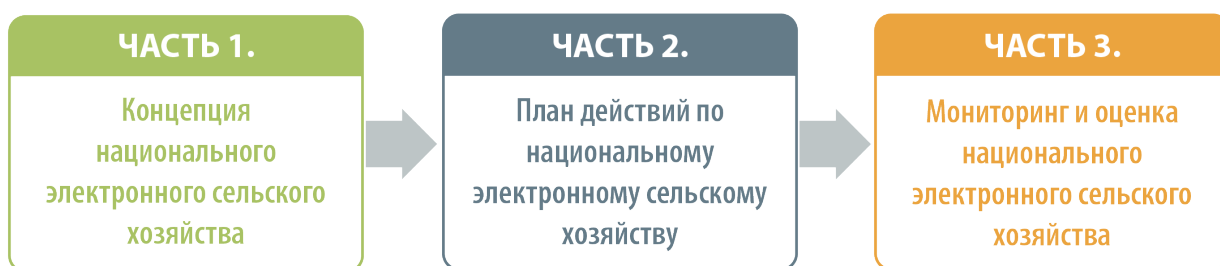 ЧАСТЬ 1.
Концепция
национального
электронного сельского
хозяйства
ЧАСТЬ 2.
План действий по
национальному
электронному сельскому
хозяйству
ЧАСТЬ 3.
Мониторинг и оценка
национального
электронного сельского
хозяйства